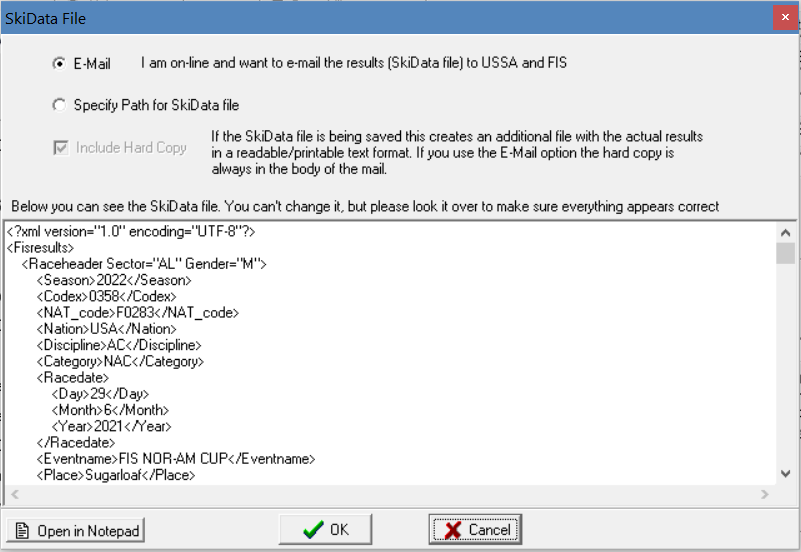 SkiData File
E-Mail
I am on-line and want to e-mail the results (SkiData file) to USSA and FIS
Specify Path for SkiData file
Include Hard Copy
If the SkiData file is being saved this creates an additional file with the actual results
in a readable/printable text format. If you use the E-Mail option the hard copy is
always in the body of the mail.
Below you can see the SkiData file. You can't change it, but please look it over to make sure everything appears correct
<?xml version="1.0" encoding="UTF-8"?>
<Fisresults>
<Raceheader Sector="AL" Gender="M">
<Season>2022</Season>
<Codex>0358</Codex>
<NAT_code>F0283</NAT_code>
<Nation>USA</Nation>
<Discipline>AC</Discipline>
<Category>NAC</Category>
<Racedate>
<Day>29</Day>
<Month>6</Month>
<Year>2021</Year>
</Racedate>
<Eventname>FIS NOR-AM CUP</Eventname>
<Place>Sugarloaf</Place>
Open in Notepad
OK
Cancel